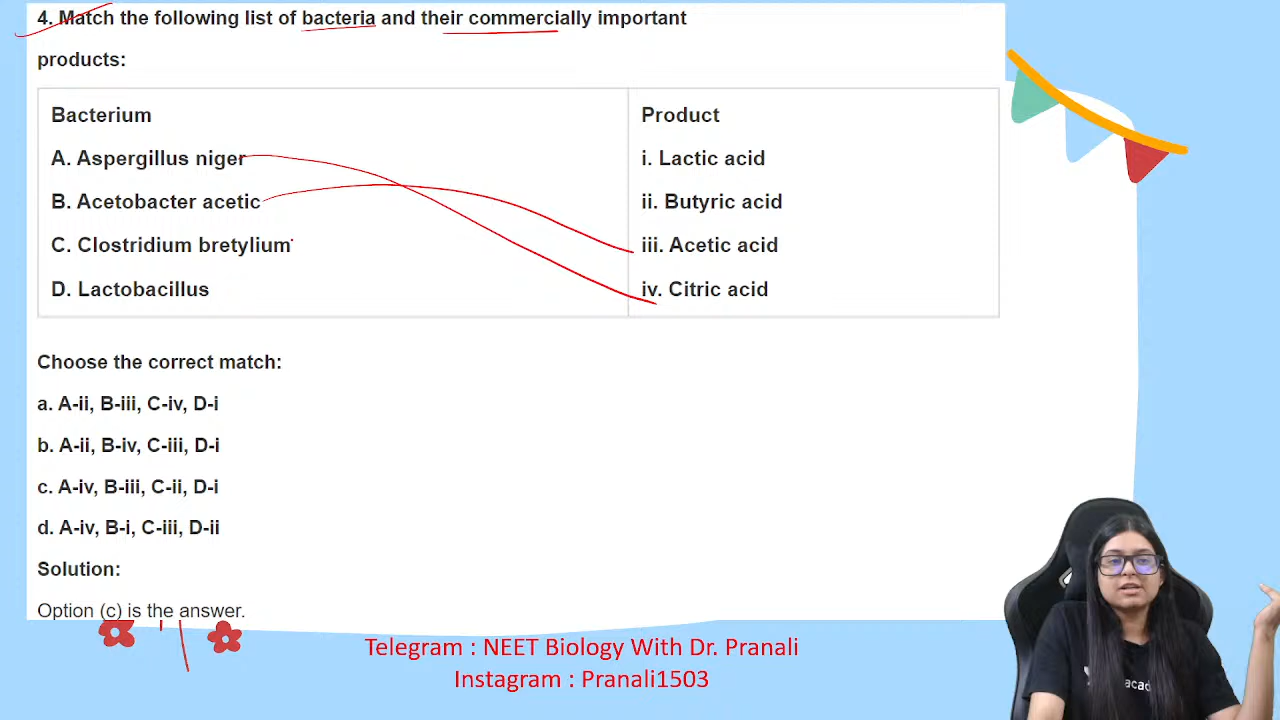 4. Match the following list of bacteria and their commercially important
products:
Bacterium
Product
A. Aspergillus niger
i. Lactic acid
B. Acetobacter acetic
ii. Butyric acid
C. Clostridium bretylium
iii. Acetic acid
D. Lactobacillus
iv. Citric acid
Choose the correct match:
a. A-ii, B-iii, C-iv, D-i
b. A-ii, B-iv, C-iii, D-i
c. A-iv, B-iii, C-ii, D-i
d. A-iv, B-i, C-iii, D-ii
Solution:
Option (c) is the answer.
Telegram : NEET Biology With Dr. Pranali
Instagram : Pranali1503